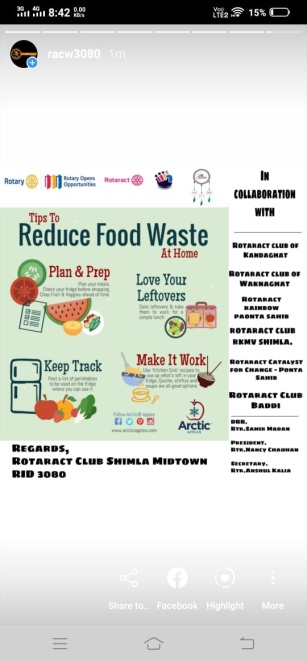 3G 4G
4G
8:42
0.00
KB/s
Vo)
LTE2
15%
racw3080 1m
Rotary
Rotary Opens
Opportunities
Rotaract
In
collaboration
with
Rotaract club of
Kandaghat
Rotaract club of
Waknaghat
Rotaract
rainbow
paonta sahib
Rotaract club
rkmv shimla.
Rotaract Catalyst
for Change - Ponta
Sahib
Rotaract Club
Baddi
DRR.
Rtr.Samir Madan
President.
Rtr.Nancy Chauhan
Secretary.
Rtr.Anshul Kalia
Tips To
Reduce Food Waste
At Home
Plan & Prep
Plan your meals
Check your fridge before shopping
Chop Fruit & Veggies ahead of time
Love Your
Leftovers
Date leftovers & take
them to work for a
simple lunch
Keep Track
Post a list of perishables
to be used on the fridge
where you can see it
Make It Work
Use 'Kitchen Sink' recipes to
use up what's left in your
fridge. Quiche, stirfrys and
soups are all good options
Follow Arctic® Apples
www.arcticapples.com
Arctic
APPLES
Regards,
Rotaract Club Shimla Midtown
RID 3080
Share to...
Facebook
Highlight
More